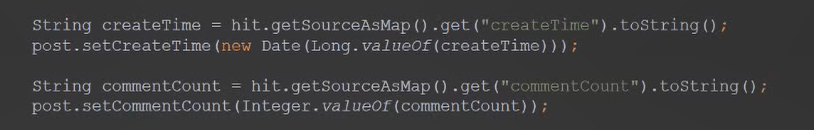 String createTime = hit.getSourceAsMap().get("createTime").toString();
post.setCreateTime(new Date(Long.valueOf(createTime)));
String commentCount = hit.getSourceAsMap().get("commentCount").toString();
post.setCommentCount(Integer.valueOf(commentCount));